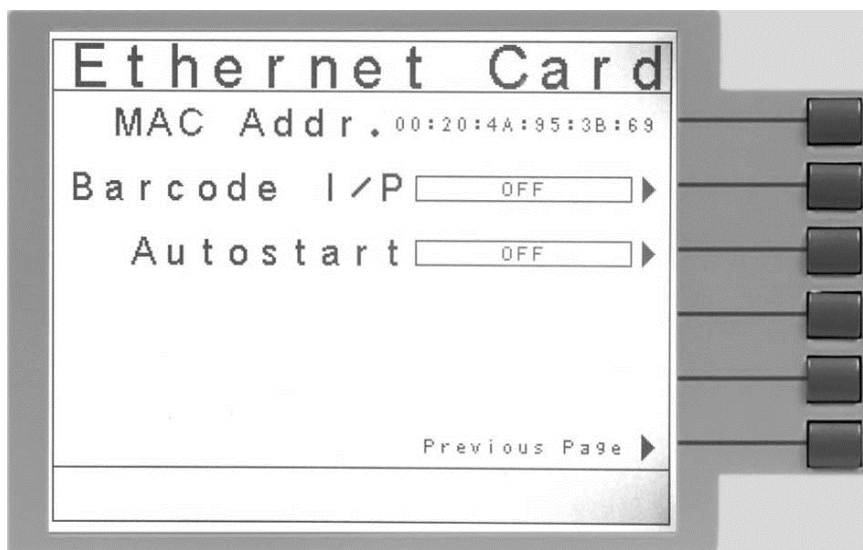 Ethernet Card
MAC Addr. 00:20:4A:95:3B:69
Barcode I/P OFF
Autostart OFF
Previous Page